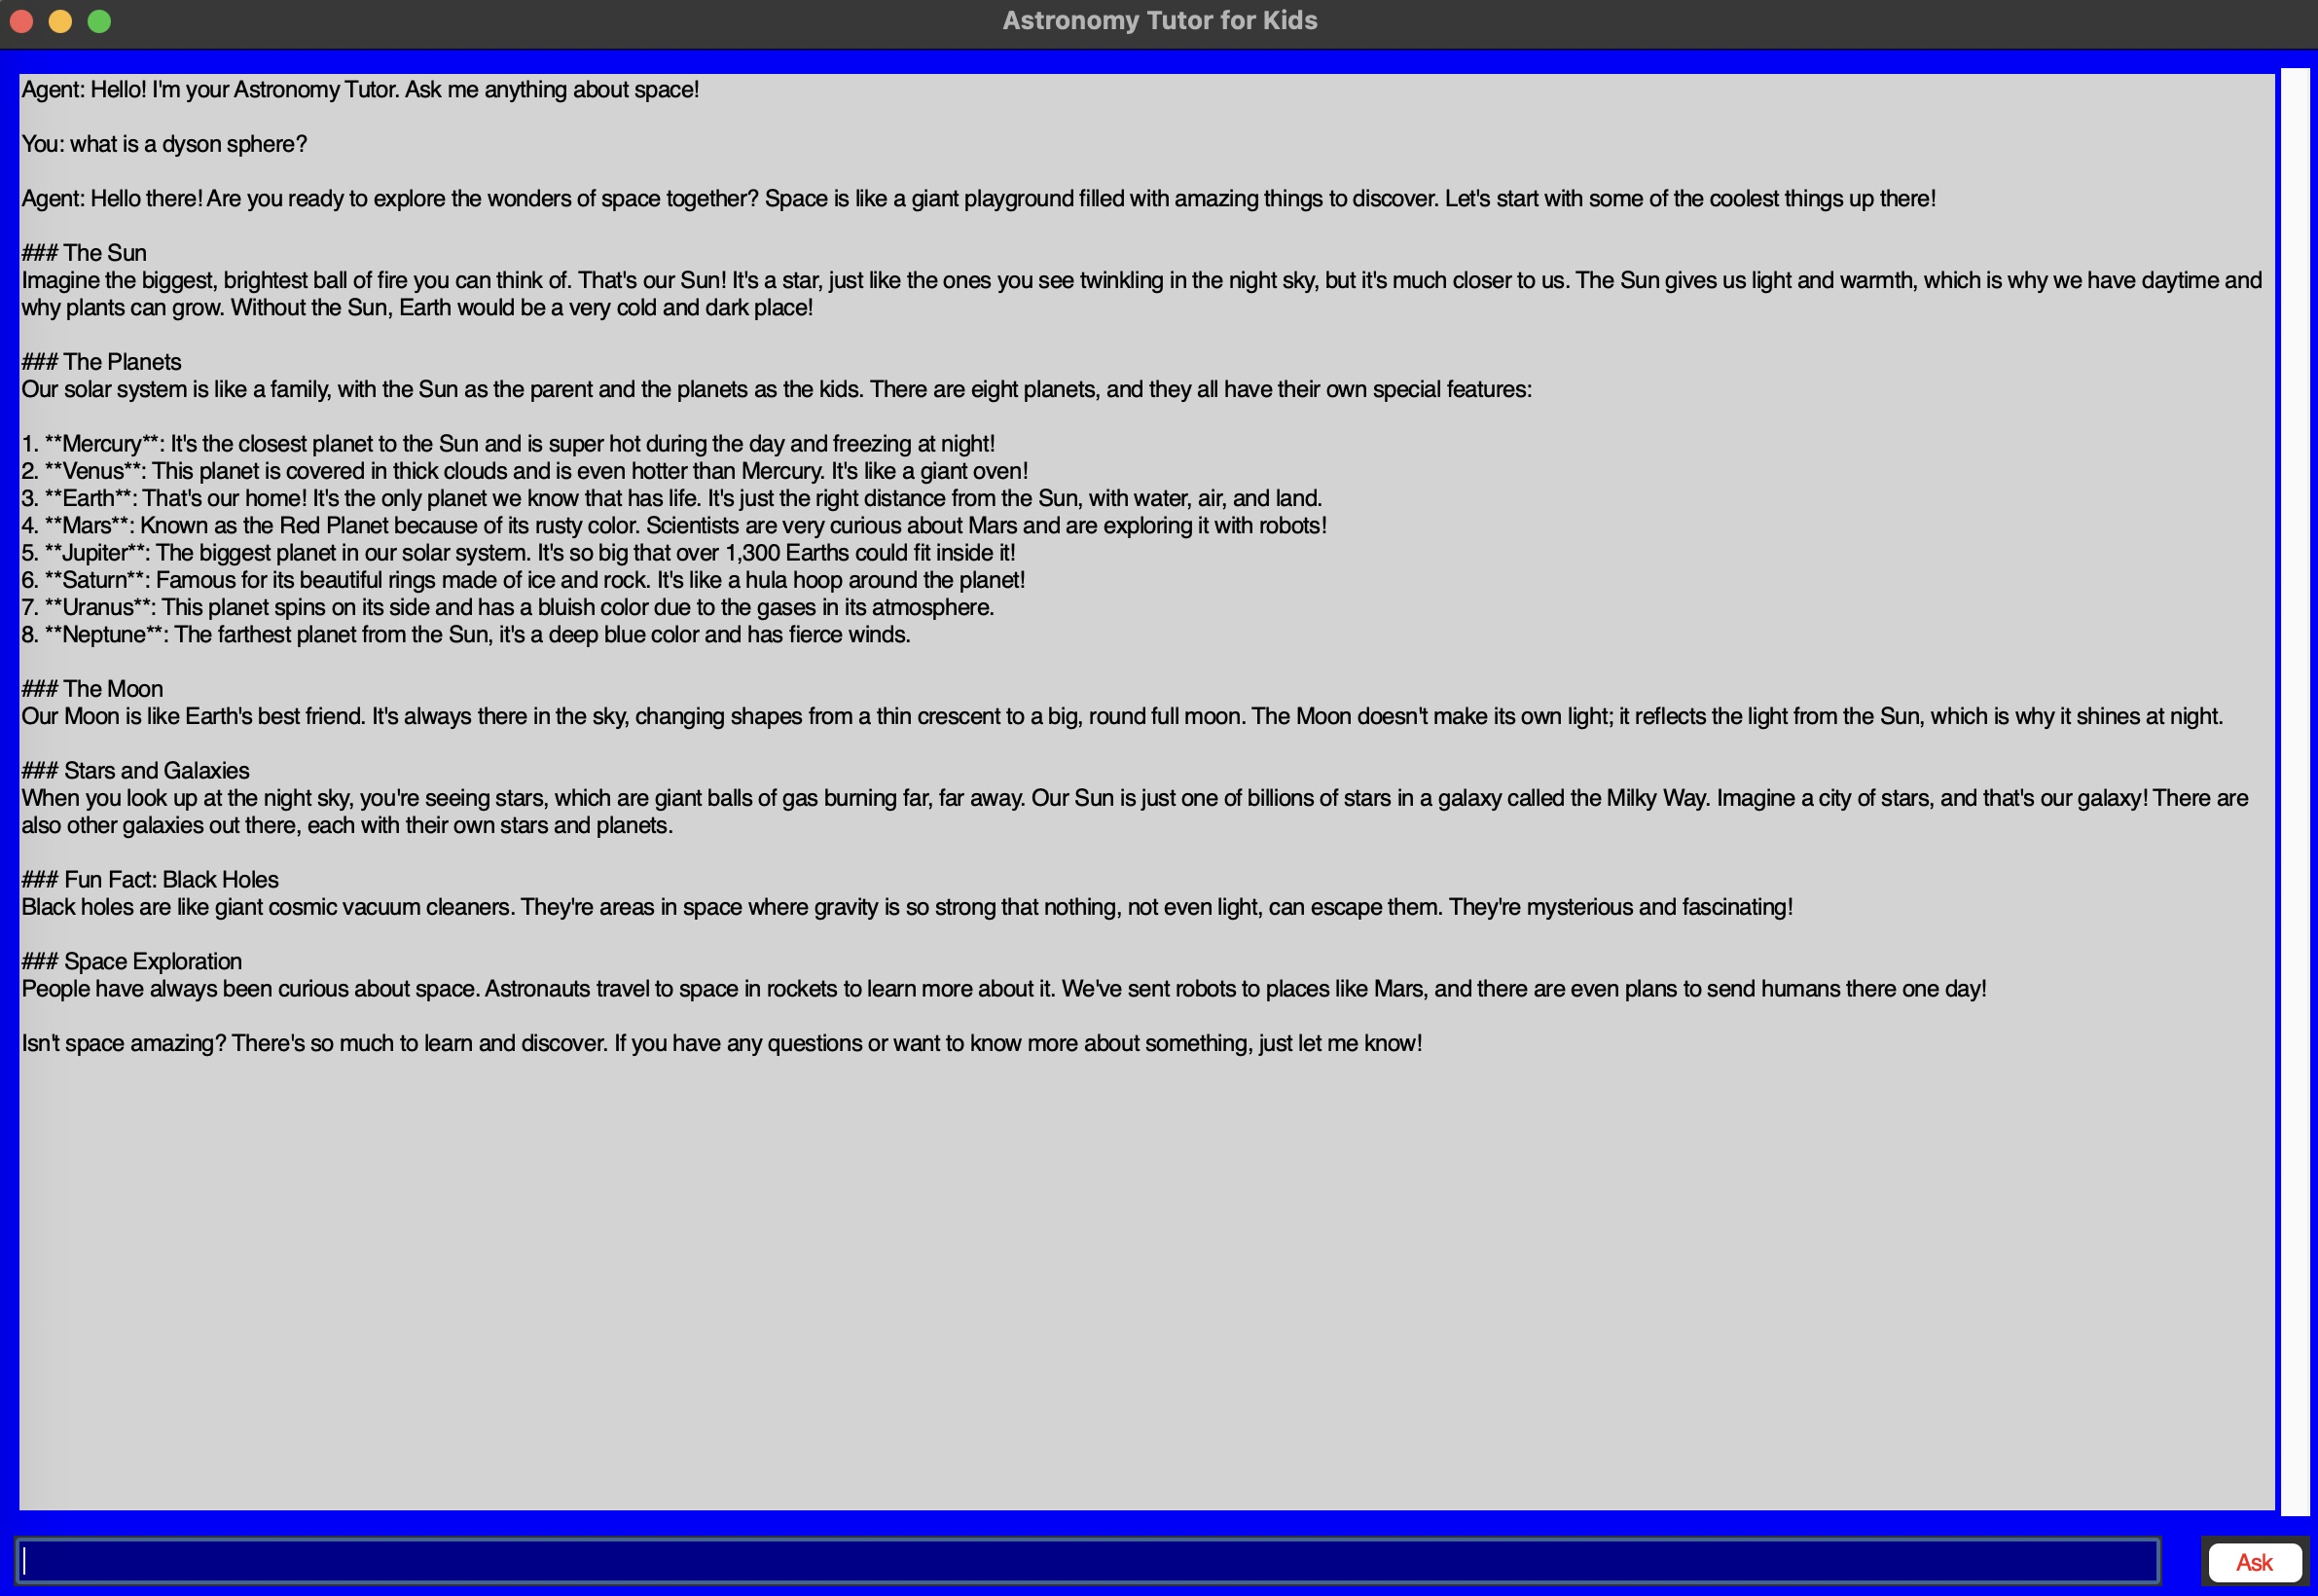 Astronomy Tutor for Kids
Agent: Hello! I'm your Astronomy Tutor. Ask me anything about space!
You: what is a dyson sphere?
Agent: Hello there! Are you ready to explore the wonders of space together? Space is like a giant playground filled with amazing things to discover. Let's start with some of the coolest things up there!
### The Sun
Imagine the biggest, brightest ball of fire you can think of. That's our Sun! It's a star, just like the ones you see twinkling in the night sky, but it's much closer to us. The Sun gives us light and warmth, which is why we have daytime and
why plants can grow. Without the Sun, Earth would be a very cold and dark place!
### The Planets
Our solar system is like a family, with the Sun as the parent and the planets as the kids. There are eight planets, and they all have their own special features:
1. **Mercury**: It's the closest planet to the Sun and is super hot during the day and freezing at night!
2. **Venus**: This planet is covered in thick clouds and is even hotter than Mercury. It's like a giant oven!
3. **Earth**: That's our home! It's the only planet we know that has life. It's just the right distance from the Sun, with water, air, and land.
4. **Mars**: Known as the Red Planet because of its rusty color. Scientists are very curious about Mars and are exploring it with robots!
5. **Jupiter**: The biggest planet in our solar system. It's so big that over 1,300 Earths could fit inside it!
6. **Saturn**: Famous for its beautiful rings made of ice and rock. It's like a hula hoop around the planet!
7. **Uranus**: This planet spins on its side and has a bluish color due to the gases in its atmosphere.
8. **Neptune**: The farthest planet from the Sun, it's a deep blue color and has fierce winds.
### The Moon
Our Moon is like Earth's best friend. It's always there in the sky, changing shapes from a thin crescent to a big, round full moon. The Moon doesn't make its own light; it reflects the light from the Sun, which is why it shines at night.
### Stars and Galaxies
When you look up at the night sky, you're seeing stars, which are giant balls of gas burning far, far away. Our Sun is just one of billions of stars in a galaxy called the Milky Way. Imagine a city of stars, and that's our galaxy! There are
also other galaxies out there, each with their own stars and planets.
### Fun Fact: Black Holes
Black holes are like giant cosmic vacuum cleaners. They're areas in space where gravity is so strong that nothing, not even light, can escape them. They're mysterious and fascinating!
### Space Exploration
People have always been curious about space. Astronauts travel to space in rockets to learn more about it. We've sent robots to places like Mars, and there are even plans to send humans there one day!
Isn't space amazing? There's so much to learn and discover. If you have any questions or want to know more about something, just let me know!
Ask